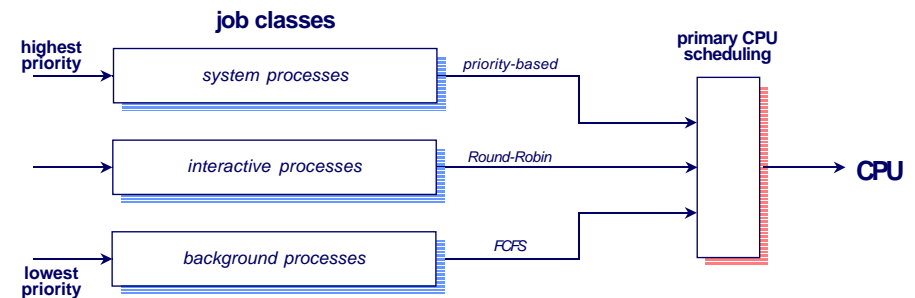 job classes
highest
priority
system processes
priority-based
primary CPU
scheduling
interactive processes
Round-Robin
CPU
background processes
FCFS
lowest
priority